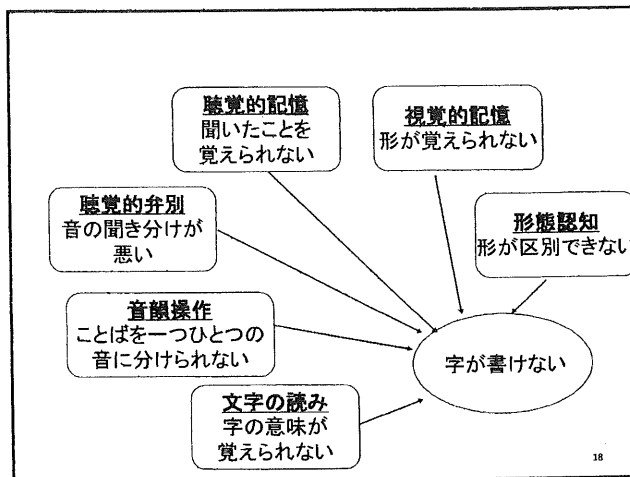 聴覚的記憶
聞いたことを
覚えられない
視覚的記憶
形が覚えられない
聴覚的弁別
音の聞き分けが
悪い
形態認知
形が区別できない
音韻操作
ことばを一つひとつの
音に分けられない
字が書けない
文字の読み
字の意味が
覚えられない
18